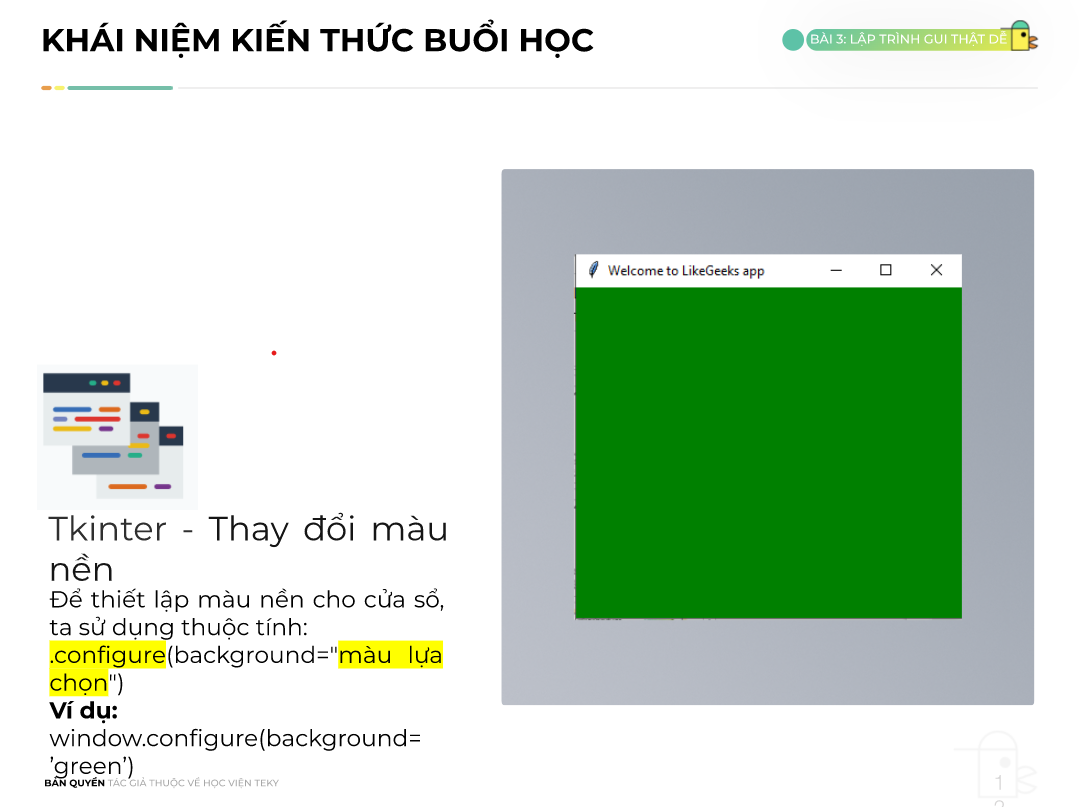 KHÁI NIỆM KIẾN THỨC BUỔI HỌC
BÀI 3: LẬP TRÌNH GUI THẬT DỄ
Welcome to LikeGeeks app
Tkinter - Thay đổi màu
nền
Để thiết lập màu nền cho cửa sổ,
ta sử dụng thuộc tính:
.configure(background="màu lựa
chọn")
Ví dụ:
window.configure(background=
’green’)
BẢN QUYỀN TÁC GIẢ THUỘC VỀ HỌC VIỆN TEKY
1